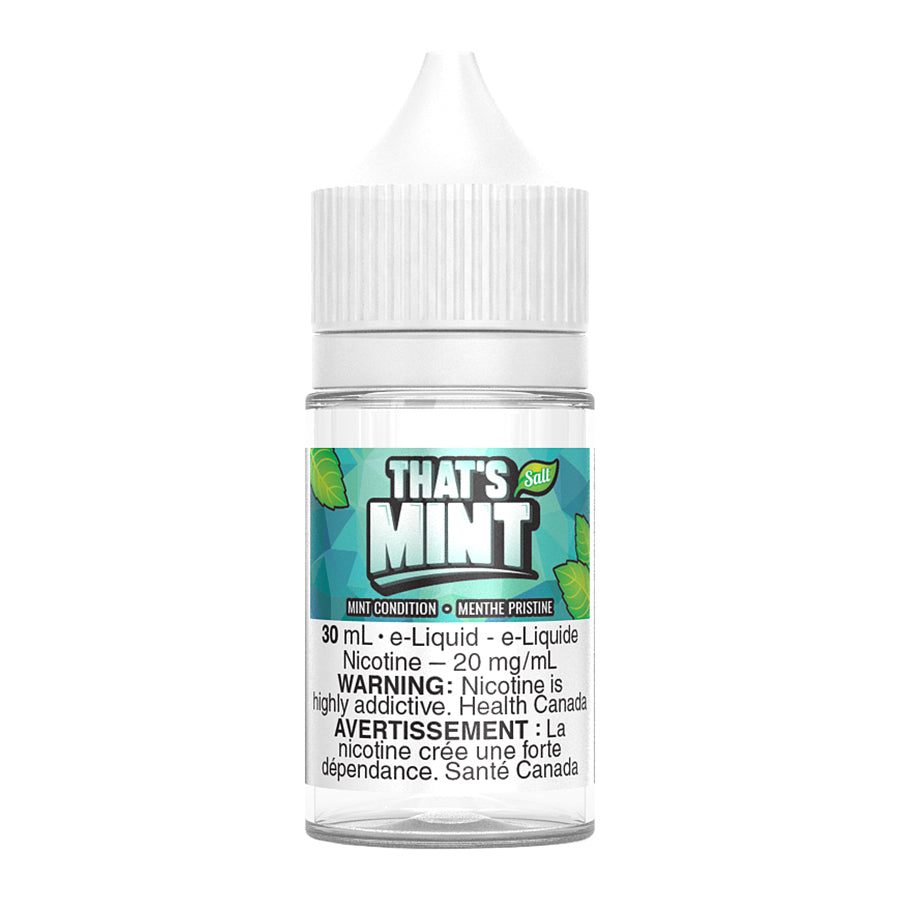 THAT'S
Salt
MINT
MINT CONDITION • MENTHE PRISTINE
30 mL • e-Liquid - e-Liquide
Nicotine – 20 mg/mL
WARNING: Nicotine is
highly addictive. Health Canada
AVERTISSEMENT : La
nicotine crée une forte
dépendance. Santé Canada